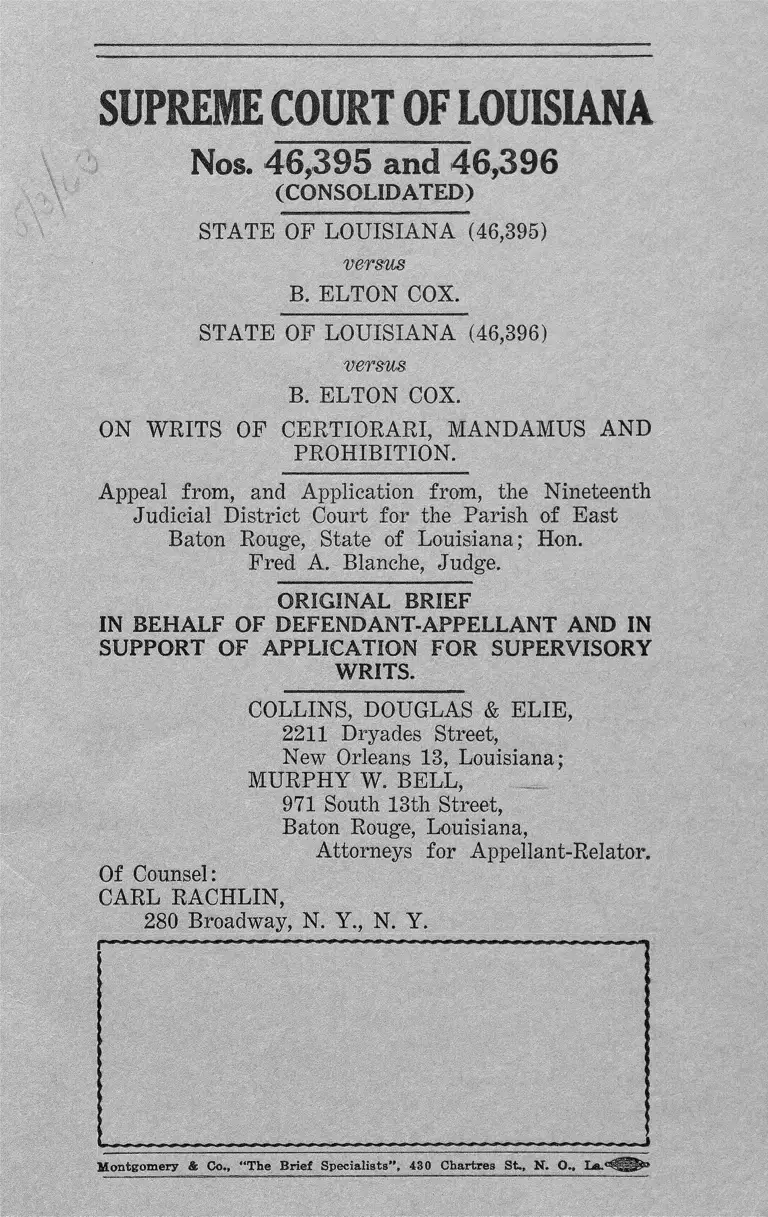 SUPREME COURT OF LOUISIANA
Nos. 46,395 and 46,396
(CONSOLIDATED)
STATE OF LOUISIANA (46,395)
versus
B. ELTON COX.
STATE OF LOUISIANA (46,396)
versus
B. ELTON COX.
ON WRITS OF CERTIORARI, MANDAMUS AND
PROHIBITION.
Appeal from, and Application from, the Nineteenth
Judicial District Court for the Parish of East
Baton Rouge, State of Louisiana; Hon.
Fred A. Blanche, Judge.
ORIGINAL BRIEF
IN BEHALF OF DEFENDANT-APPELLANT AND IN
SUPPORT OF APPLICATION FOR SUPERVISORY
WRITS.
COLLINS, DOUGLAS & ELIE,
2211 Dryades Street,
New Orleans 13, Louisiana;
MURPHY W. BELL,
971 South 13th Street,
Baton Rouge, Louisiana,
Attorneys for Appellant-Relator.
Of Counsel:
CARL RACHLIN,
280 Broadway, N. Y., N. Y.
Montgomery & Co., "The Brief Specialists", 430 Chartres St., N. O., La.